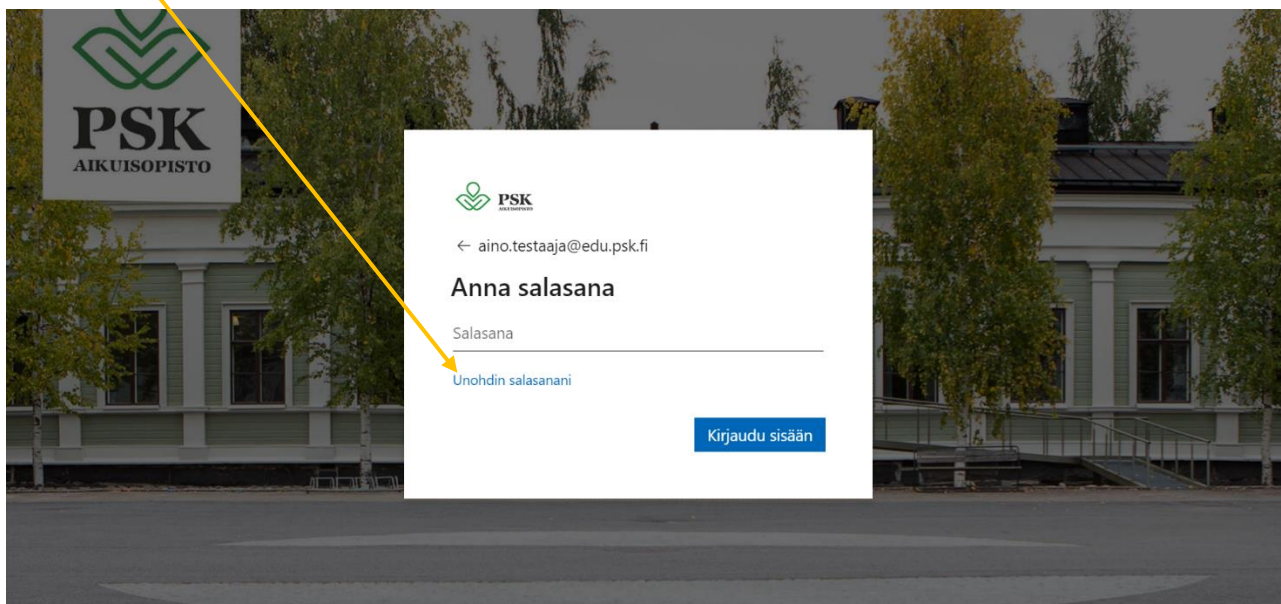 PSK
AIKUISOPISTO
PSK
AIKUISOPISTO
← aino.testaaja@edu.psk.fi
Anna salasana
Salasana
Unohdin salasanani
Kirjaudu sisään